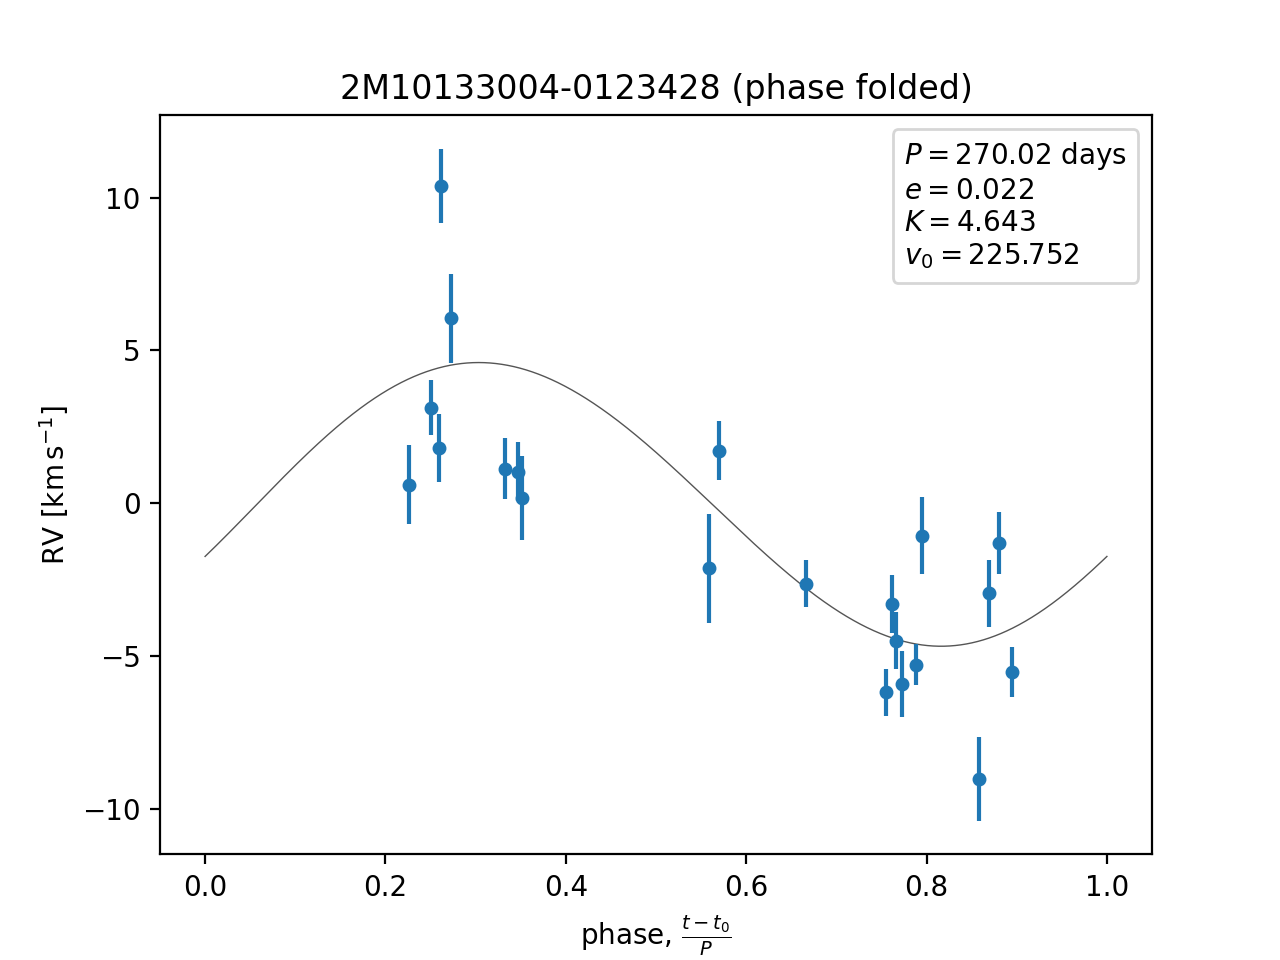 2M10133004-0123428 (phase folded)
P = 270.02 days
e = 0.022
K = 4.643
v₀ = 225.752
10
5
0
−5
−10
RV [km s⁻¹]
0.0 0.2 0.4 0.6 0.8 1.0
phase, (t − t₀)/P